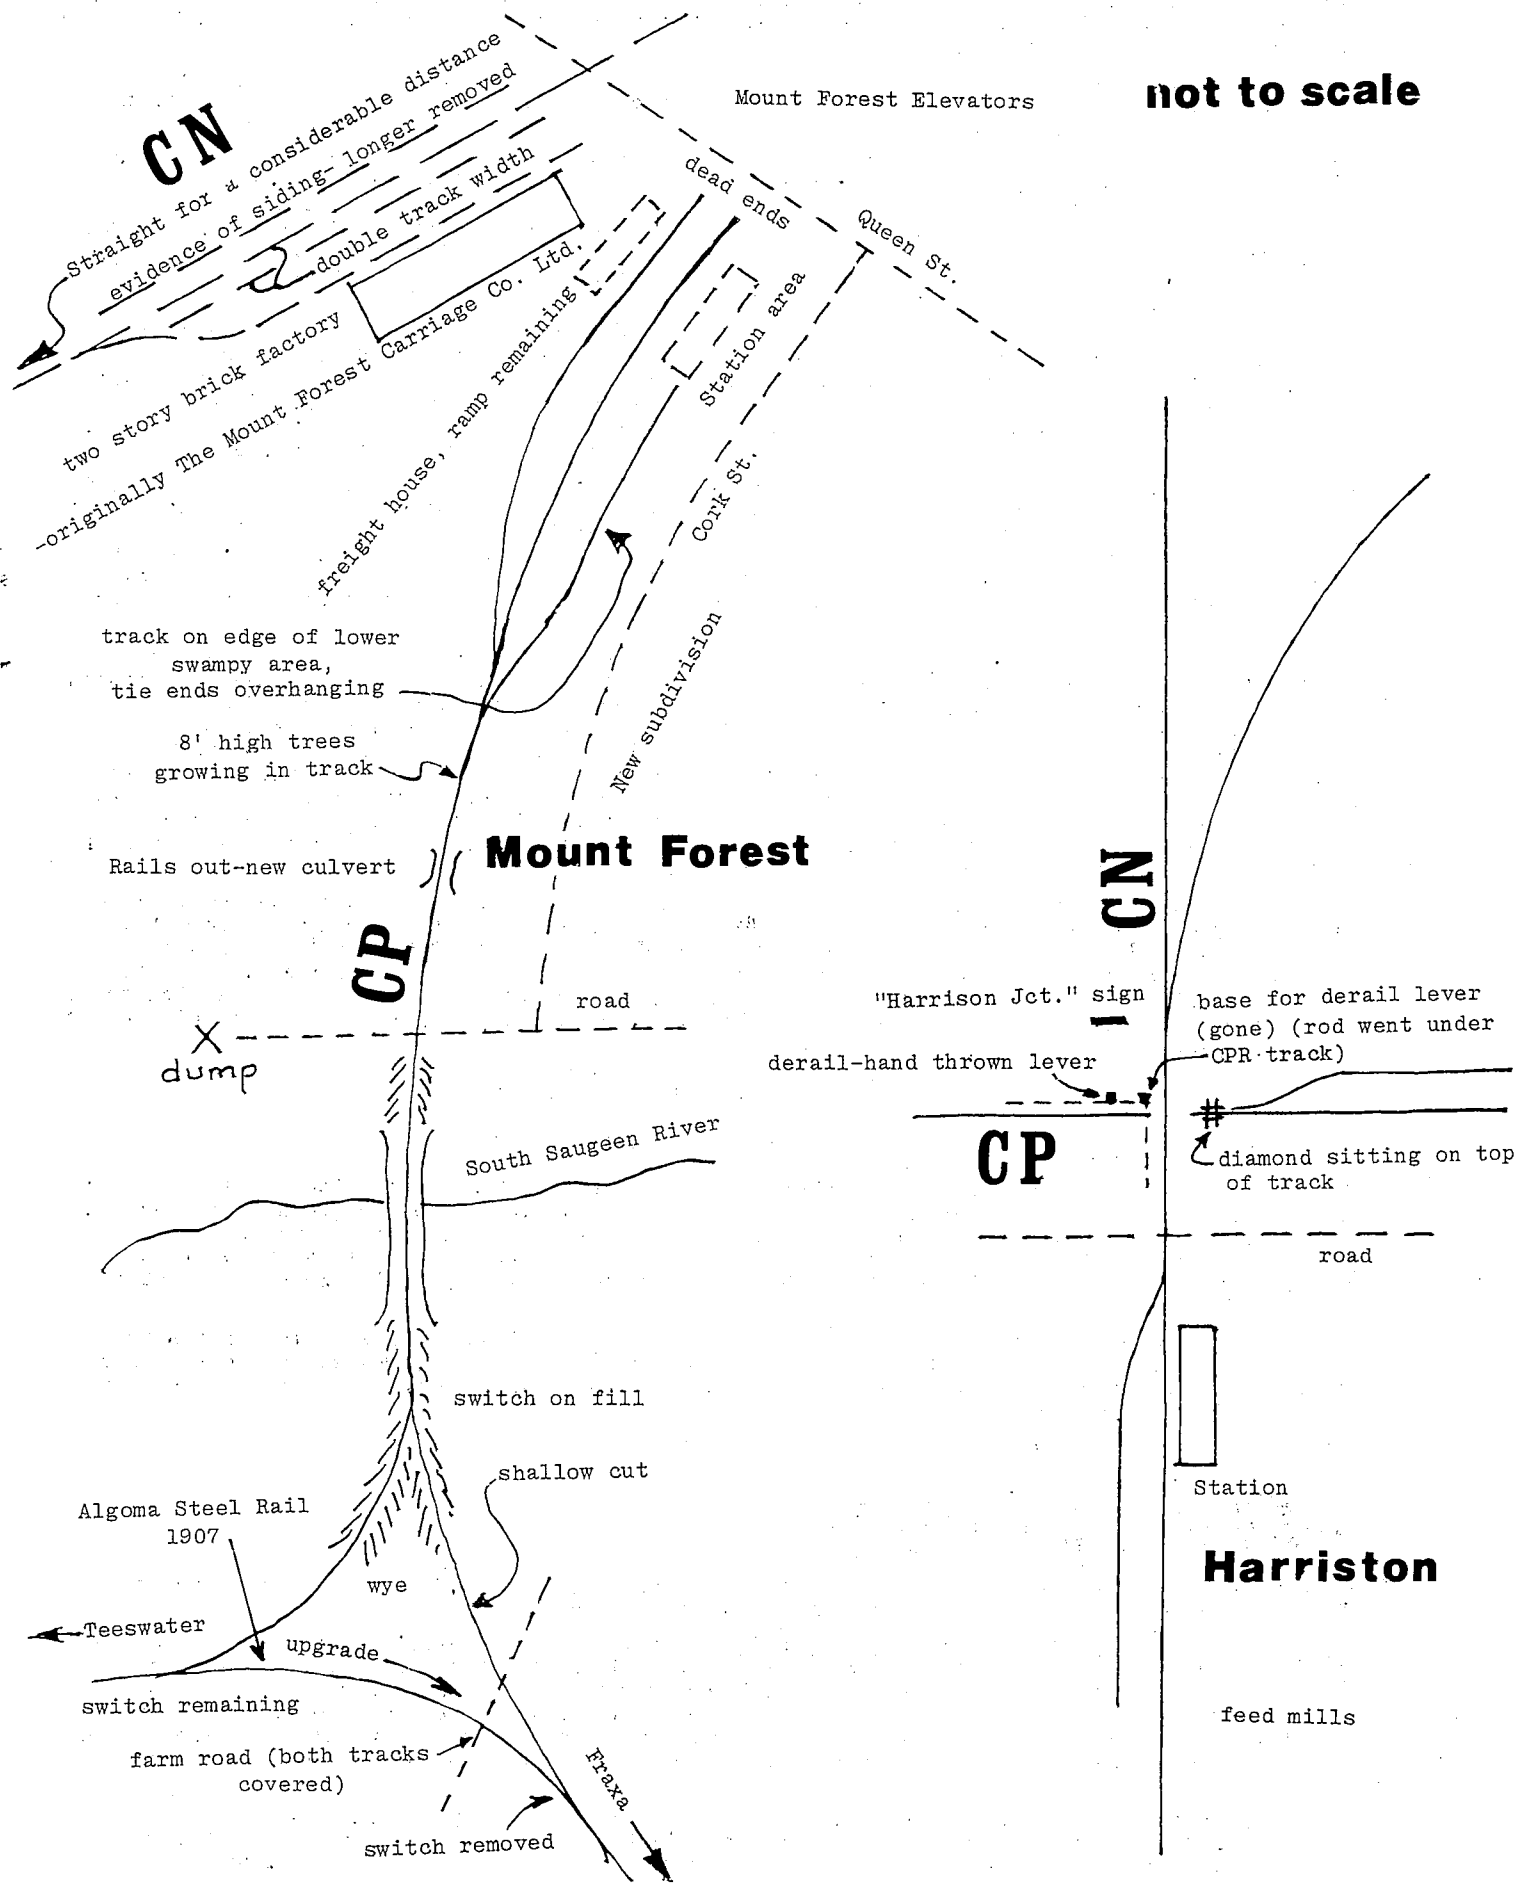 not to scale
Mount Forest Elevators
CN
Straight for a considerable distance
evidence of siding- longer removed
double track width
dead ends
Queen St.
two story brick factory
-originally The Mount Forest Carriage Co. Ltd.
freight house, ramp remaining
Station area
Cork St.
New subdivision
track on edge of lower
swampy area,
tie ends overhanging
8' high trees
growing in track
Rails out-new culvert
Mount Forest
CP
road
X
dump
South Saugeen River
switch on fill
shallow cut
Algoma Steel Rail
1907
wye
Teeswater
upgrade
switch remaining
farm road (both tracks
covered)
switch removed
Fraxa
CN
"Harrison Jct." sign
base for derail lever
(gone) (rod went under
CPR track)
derail-hand thrown lever
CP
diamond sitting on top
of track
road
Station
Harriston
feed mills